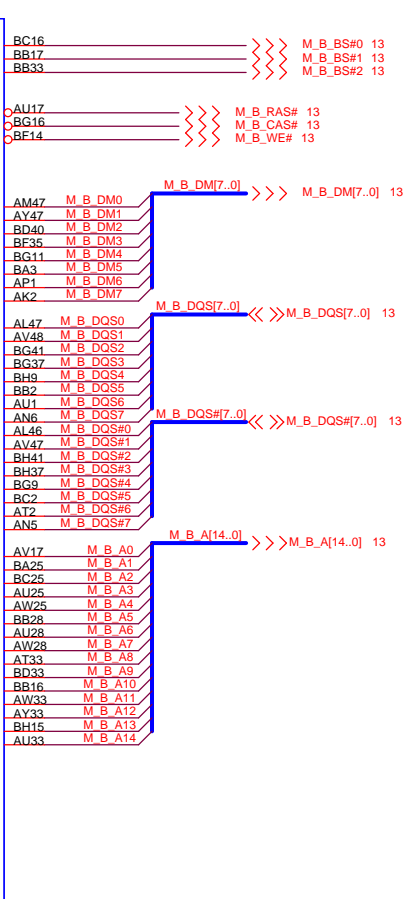 BC16 M_B_BS#0 13
BB17 M_B_BS#1 13
BB33 M_B_BS#2 13
AU17 M_B_RAS# 13
BG16 M_B_CAS# 13
BF14 M_B_WE# 13
M_B_DM[7..0] M_B_DM[7..0] 13
AM47 M_B_DM0
AY47 M_B_DM1
BD40 M_B_DM2
BF35 M_B_DM3
BG11 M_B_DM4
BA3 M_B_DM5
AP1 M_B_DM6
AK2 M_B_DM7
M_B_DQS[7..0] M_B_DQS[7..0] 13
AL47 M_B_DQS0
AV48 M_B_DQS1
BG41 M_B_DQS2
BG37 M_B_DQS3
BH9 M_B_DQS4
BB2 M_B_DQS5
AU1 M_B_DQS6
AN6 M_B_DQS7
M_B_DQS#[7..0] M_B_DQS#[7..0] 13
AL46 M_B_DQS#0
AV47 M_B_DQS#1
BH41 M_B_DQS#2
BH37 M_B_DQS#3
BG9 M_B_DQS#4
BC2 M_B_DQS#5
AT2 M_B_DQS#6
AN5 M_B_DQS#7
M_B_A[14..0] M_B_A[14..0] 13
AV17 M_B_A0
BA25 M_B_A1
BC25 M_B_A2
AU25 M_B_A3
AW25 M_B_A4
BB28 M_B_A5
AU28 M_B_A6
AW28 M_B_A7
AT33 M_B_A8
BD33 M_B_A9
BB16 M_B_A10
AW33 M_B_A11
AY33 M_B_A12
BH15 M_B_A13
AU33 M_B_A14